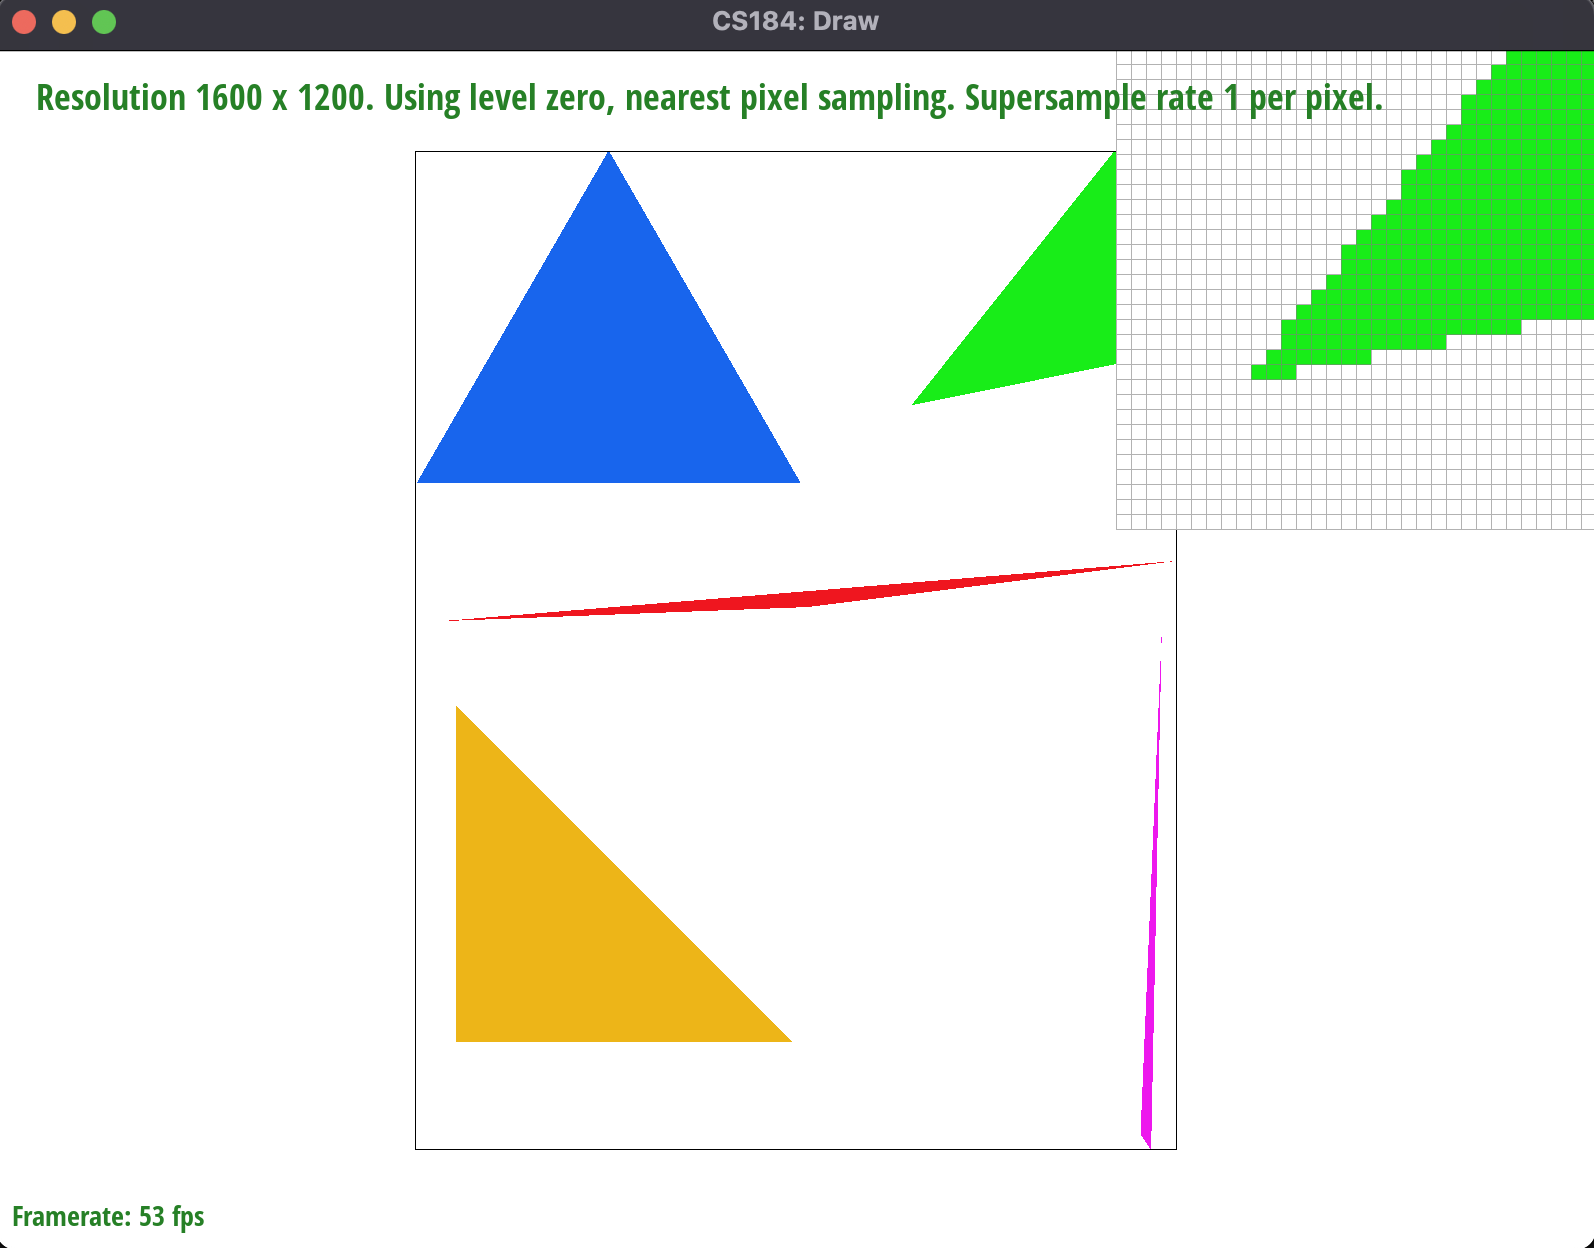 CS184: Draw
Resolution 1600 x 1200. Using level zero, nearest pixel sampling. Supersample rate 1 per pixel.
Framerate: 53 fps